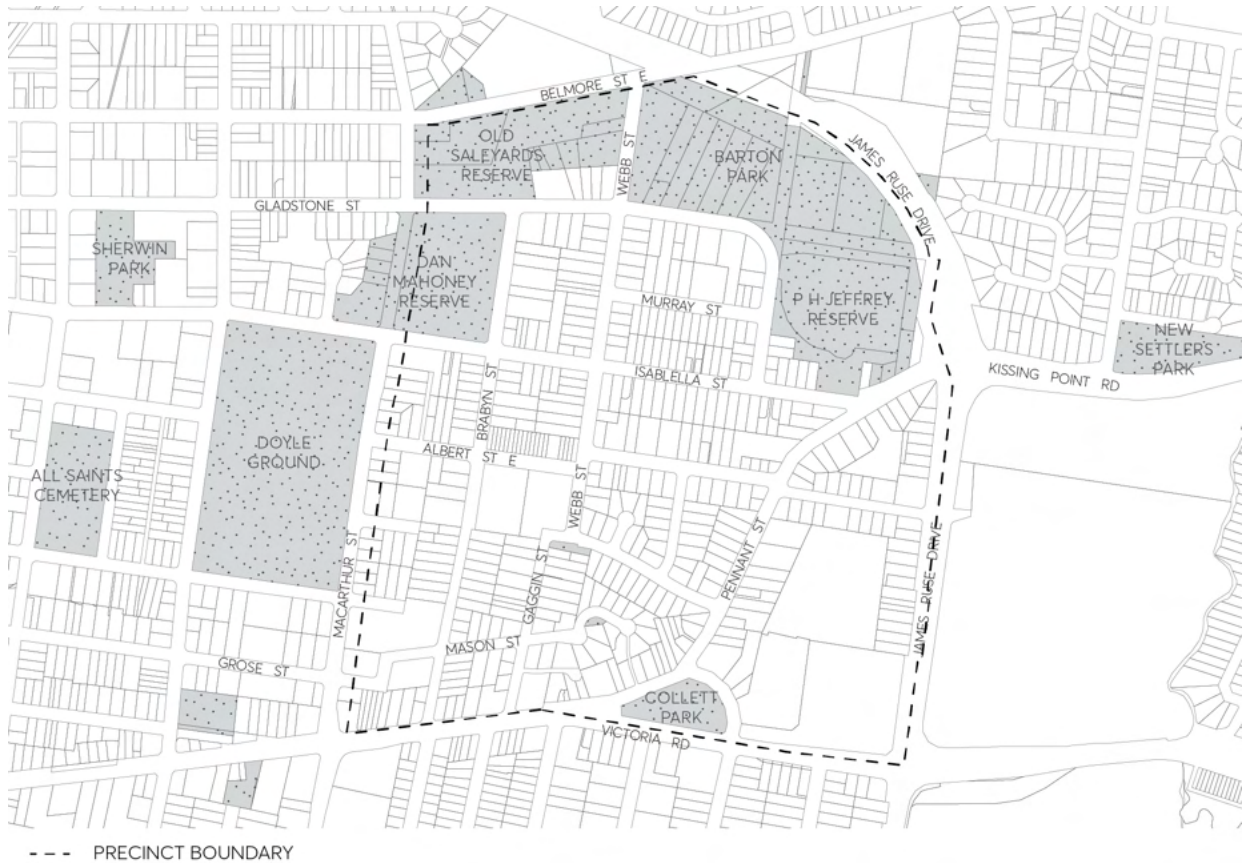 BELMORE ST E
OLD
SALEYARDS
RESERVE
WEBB ST
BARTON
PARK
JAMES RUSE DRIVE
GLADSTONE ST
SHERWIN
PARK
DAN
MAHONEY
RESERVE
MURRAY ST
P H JEFFREY
RESERVE
NEW
SETTLERS
PARK
KISSING POINT RD
ISABLELLA ST
BRABYN ST
DOYLE
GROUND
ALBERT ST E
ALL SAINTS
CEMETERY
WEBB ST
PENNANT ST
JAMES RUSE DRIVE
MACARTHUR ST
GAGGIN ST
MASON ST
GROSE ST
COLLETT
PARK
VICTORIA RD
PRECINCT BOUNDARY